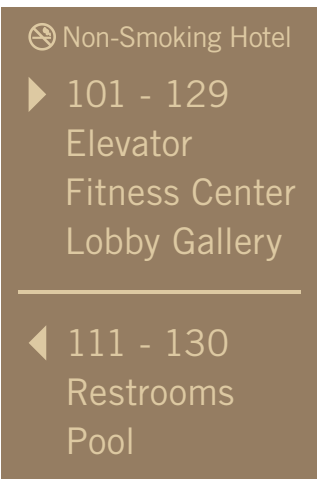 Non-Smoking Hotel
101 - 129
Elevator
Fitness Center
Lobby Gallery
111 - 130
Restrooms
Pool